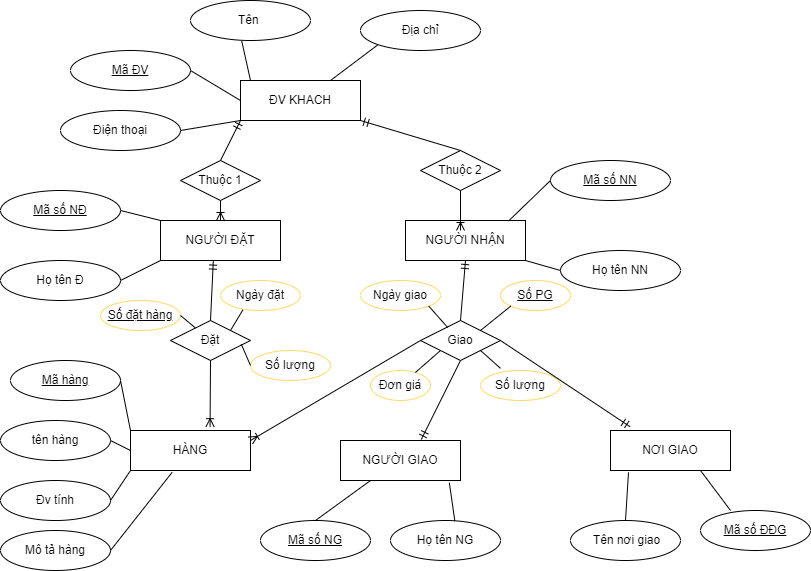 Tên
Địa chỉ
Mã ĐV
ĐV KHACH
Điện thoại
Thuộc 1
Thuộc 2
Mã số NN
Mã số NĐ
NGƯỜI ĐẶT
NGƯỜI NHẬN
Họ tên Đ
Họ tên NN
Ngày đặt
Ngày giao
Số PG
Số đặt hàng
Đặt
Giao
Số lượng
Mã hàng
Đơn giá
Số lượng
tên hàng
HÀNG
NGƯỜI GIAO
NƠI GIAO
Đv tính
Mã số ĐĐG
Mô tả hàng
Mã số NG
Họ tên NG
Tên nơi giao